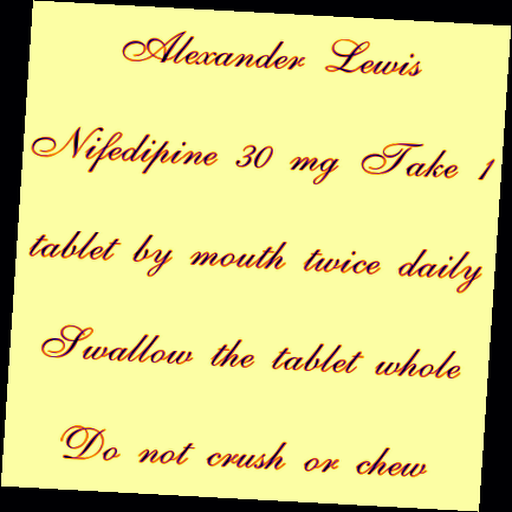 Alexander Lewis
Nifedipine 30 mg Take 1
tablet by mouth twice daily
Swallow the tablet whole
Do not crush or chew